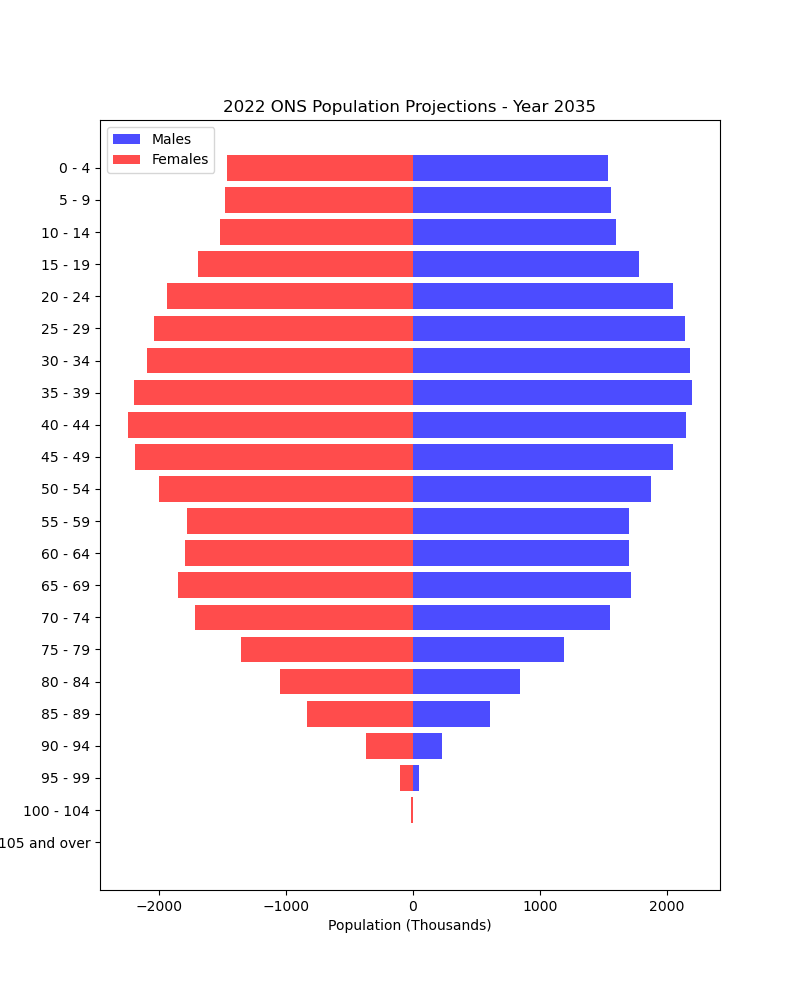 2022 ONS Population Projections - Year 2035
Males
Females
0 - 4
5 - 9
10 - 14
15 - 19
20 - 24
25 - 29
30 - 34
35 - 39
40 - 44
45 - 49
50 - 54
55 - 59
60 - 64
65 - 69
70 - 74
75 - 79
80 - 84
85 - 89
90 - 94
95 - 99
100 - 104
105 and over
−2000 −1000 0 1000 2000
Population (Thousands)